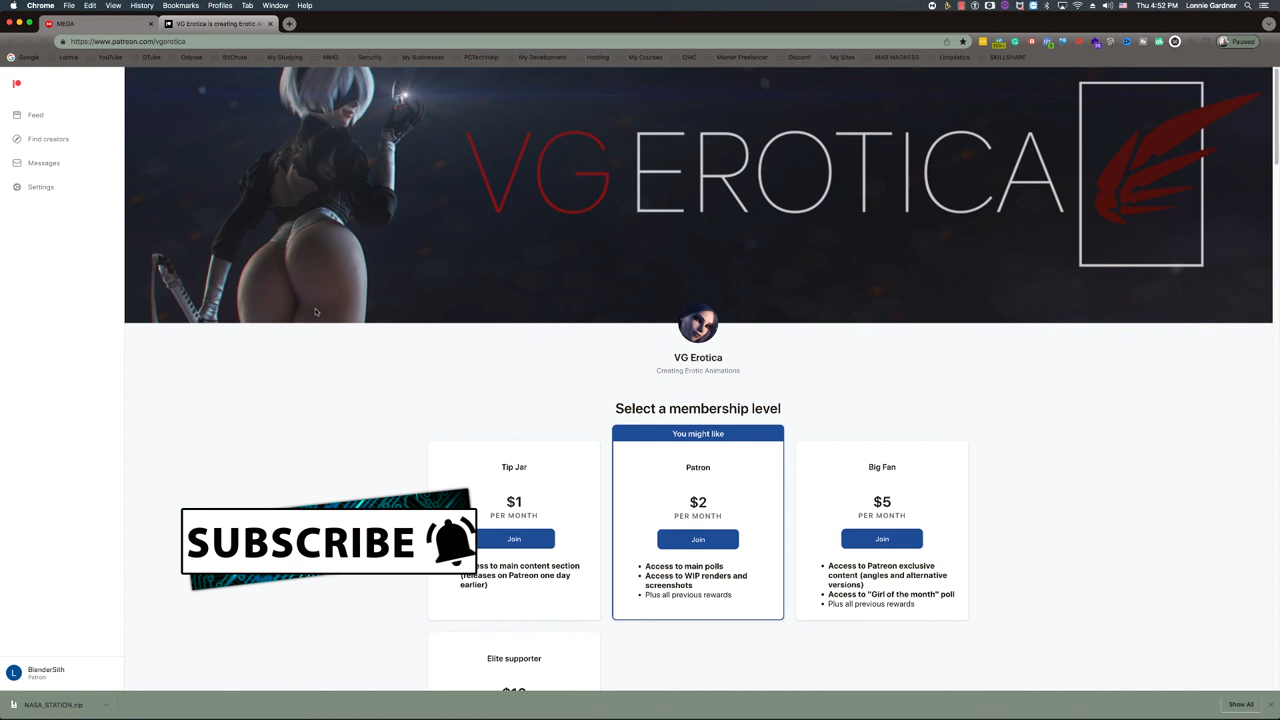 Chrome File Edit View History Bookmarks Profiles Tab Window Help
Thu 4:52 PM Lonnie Gardner
MEGA
VG Erotica is creating Erotic A
https://www.patreon.com/vgerotica
Paused
Google Lonnie YouTube DTube Odysee BitChute My Studying MMO Security My Businesses PCTechHelp My Development Hosting My Courses OMC Master Freelancer Discord My Sites MAR MADNESS Linquistics SKILLSHARE
VG EROTICA
Feed
Find creators
Messages
Settings
VG Erotica
Creating Erotic Animations
Select a membership level
You might like
Tip Jar
$1
PER MONTH
Join
ess to main content section
(releases on Patreon one day
earlier)
Patron
$2
PER MONTH
Join
• Access to main polls
• Access to WIP renders and
screenshots
• Plus all previous rewards
Big Fan
$5
PER MONTH
Join
• Access to Patreon exclusive
content (angles and alternative
versions)
• Access to "Girl of the month" poll
• Plus all previous rewards
SUBSCRIBE
Elite supporter
L
BlenderSith
Patron
NASA_STATION.zip
Show All